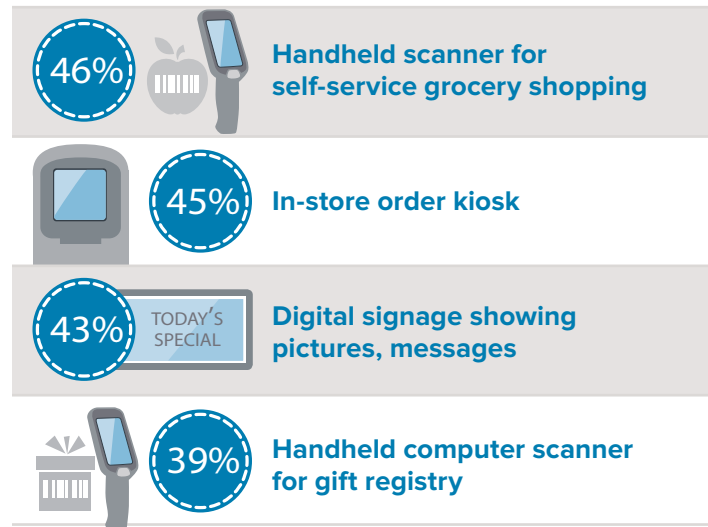 46%
Handheld scanner for
self-service grocery shopping
45%
In-store order kiosk
43%
TODAY'S
SPECIAL
Digital signage showing
pictures, messages
39%
Handheld computer scanner
for gift registry